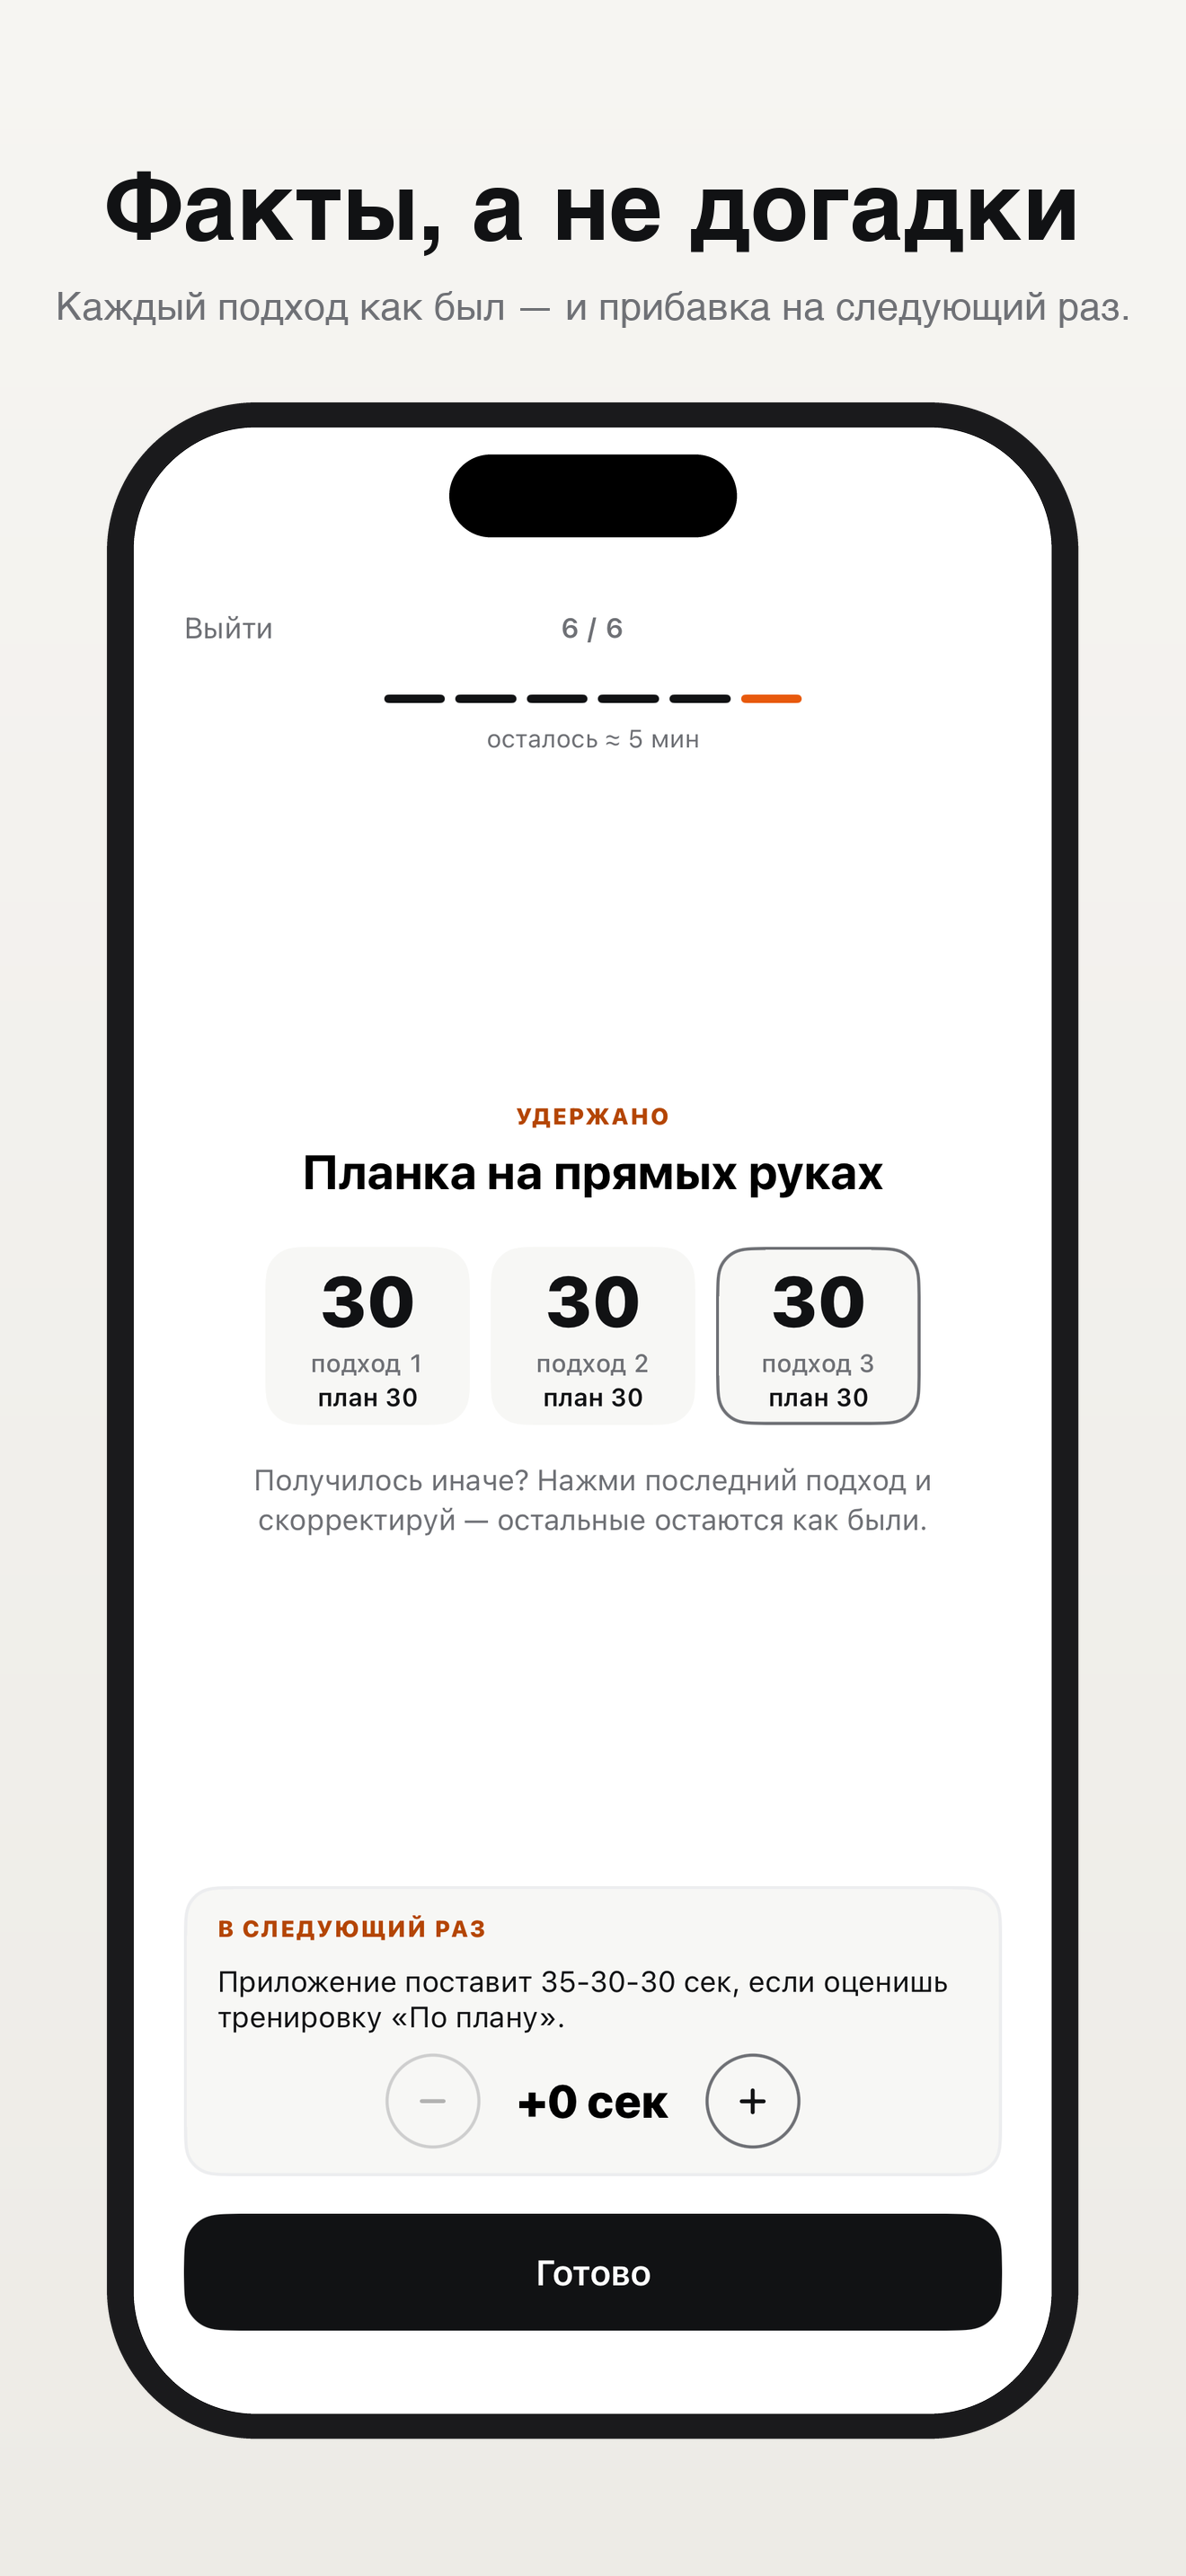 Факты, а не догадки
Каждый подход как был — и прибавка на следующий раз.
Выйти
6 / 6
осталось ≈ 5 мин
УДЕРЖАНО
Планка на прямых руках
30
подход 1
план 30
30
подход 2
план 30
30
подход 3
план 30
Получилось иначе? Нажми последний подход и
скорректируй — остальные остаются как были.
В СЛЕДУЮЩИЙ РАЗ
Приложение поставит 35-30-30 сек, если оценишь
тренировку «По плану».
− +0 сек +
Готово